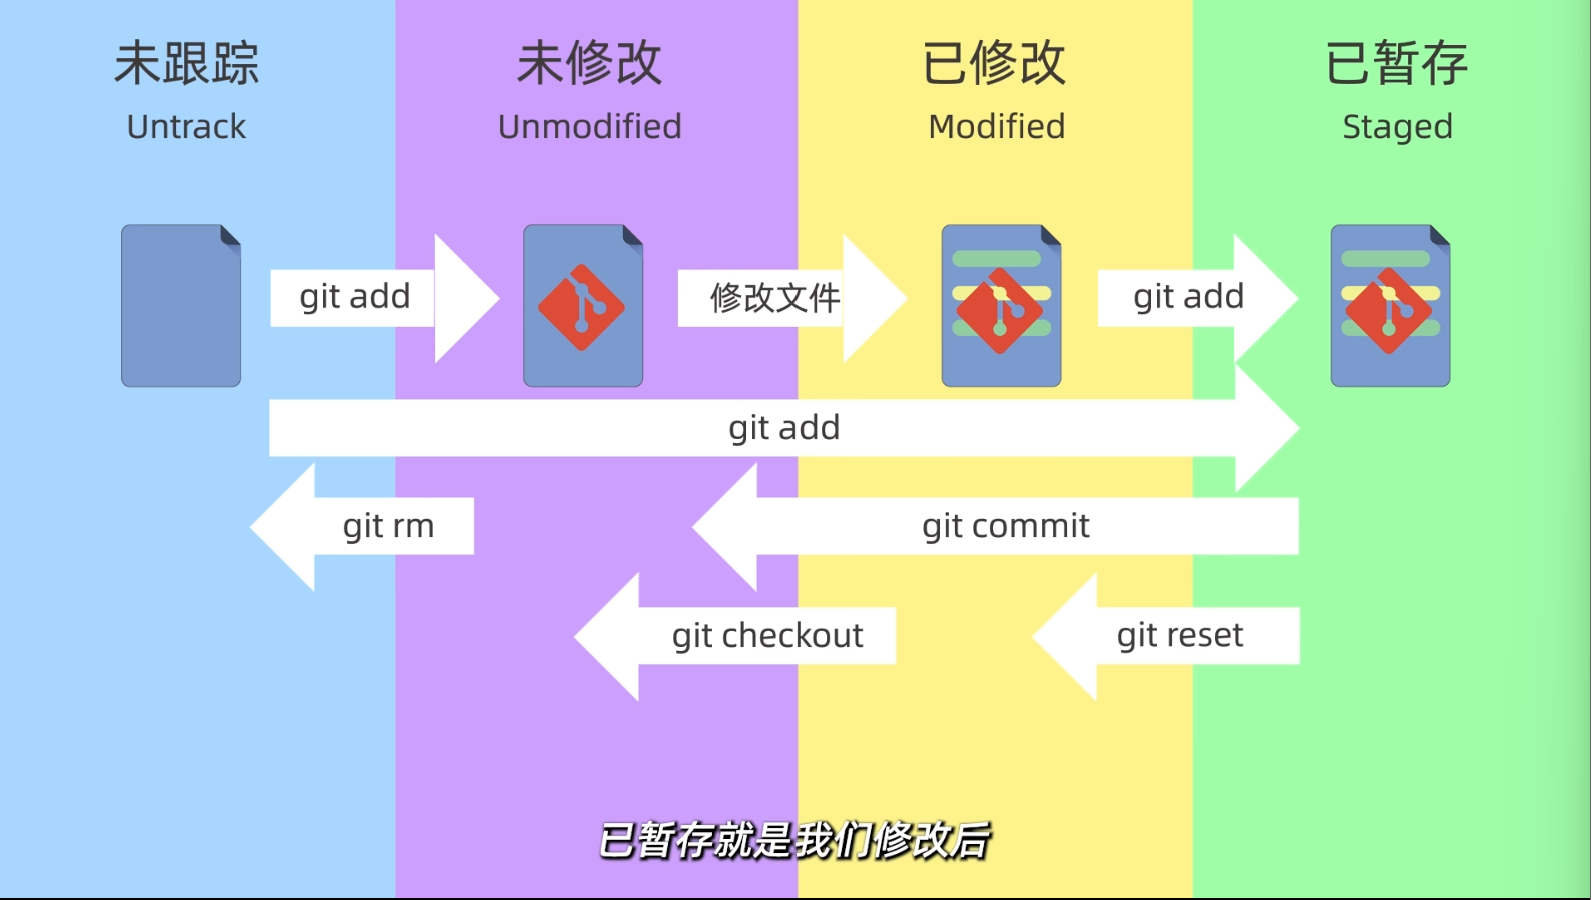 未跟踪
Untrack
未修改
Unmodified
已修改
Modified
已暂存
Staged
git add
修改文件
git add
git add
git rm
git commit
git checkout
git reset
已暂存就是我们修改后